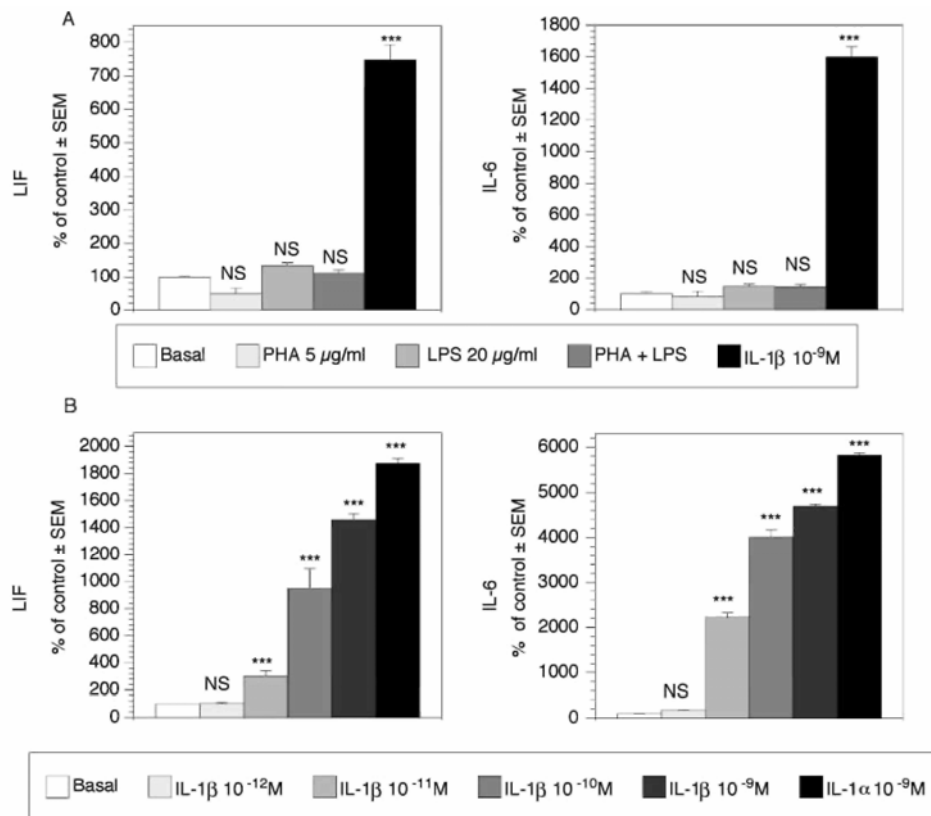 A
LIF
% of control ± SEM
800
700
600
500
400
300
200
100
0
NS
NS
NS
***
IL-6
% of control ± SEM
1800
1600
1400
1200
1000
800
600
400
200
0
NS
NS
NS
***
Basal
PHA 5 µg/ml
LPS 20 µg/ml
PHA + LPS
IL-1β 10⁻⁹M
B
LIF
% of control ± SEM
2000
1800
1600
1400
1200
1000
800
600
400
200
0
NS
***
***
***
***
IL-6
% of control ± SEM
6000
5000
4000
3000
2000
1000
0
NS
***
***
***
***
Basal
IL-1β 10⁻¹²M
IL-1β 10⁻¹¹M
IL-1β 10⁻¹⁰M
IL-1β 10⁻⁹M
IL-1α 10⁻⁹M